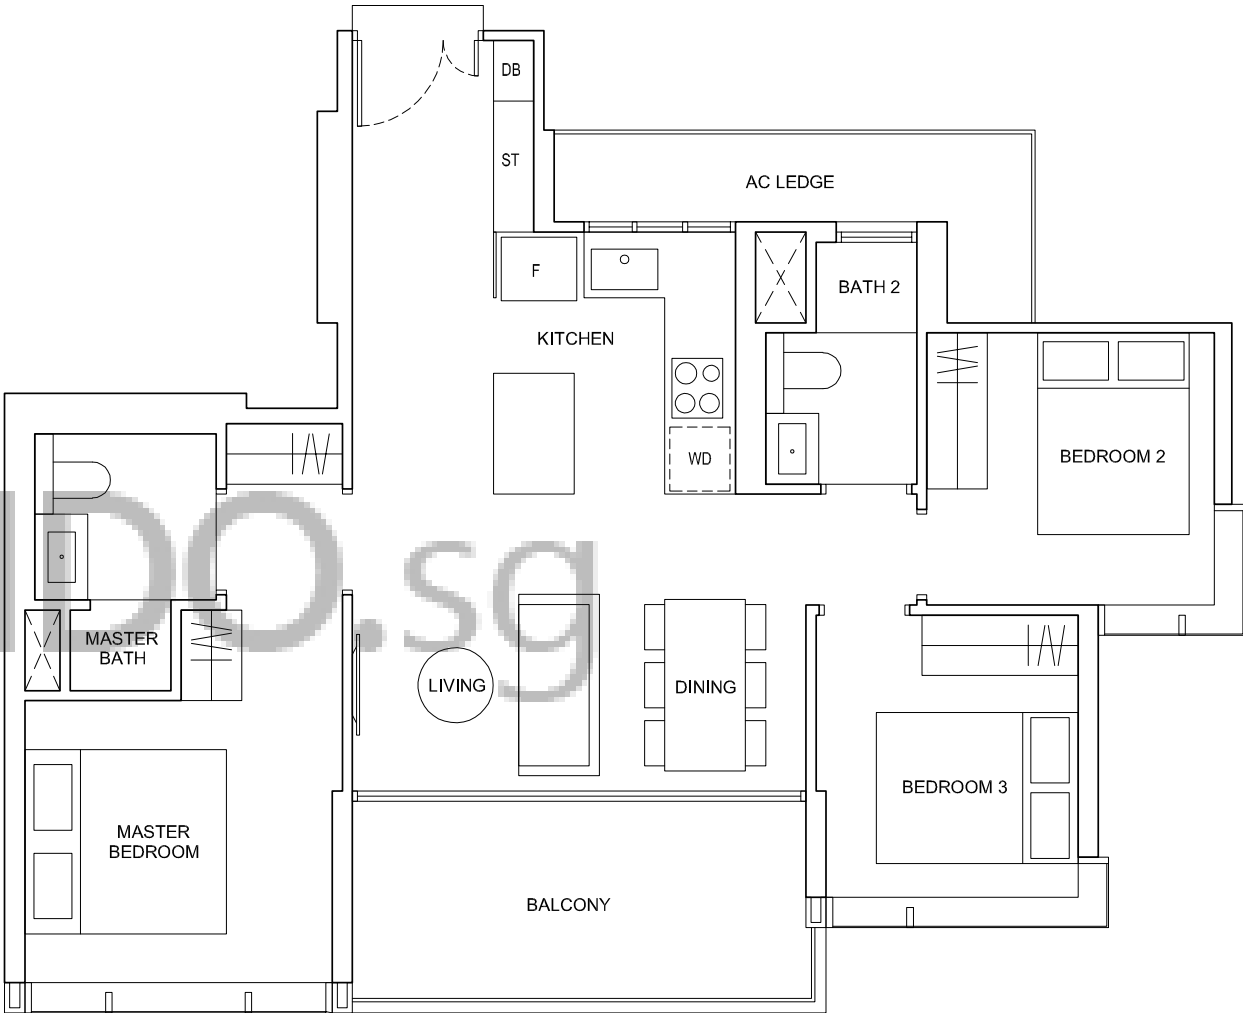 DB
ST
AC LEDGE
F
BATH 2
KITCHEN
WD
BEDROOM 2
Do.sg
MASTER
BATH
LIVING
DINING
BEDROOM 3
MASTER
BEDROOM
BALCONY